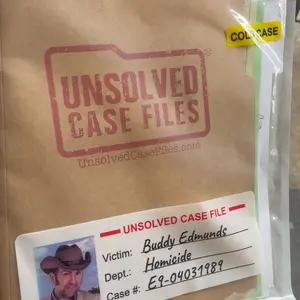 COLD CASE
UNSOLVED
CASE FILES
®
UnsolvedCaseFiles.com
UNSOLVED CASE FILE
Victim: Buddy Edmunds
Dept.: Homicide
Case #: E9-04031989